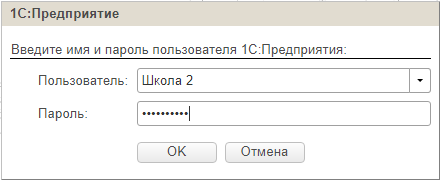 1С:Предприятие
Введите имя и пароль пользователя 1С:Предприятия:
Пользователь: Школа 2
Пароль: ••••••••••
OK Отмена